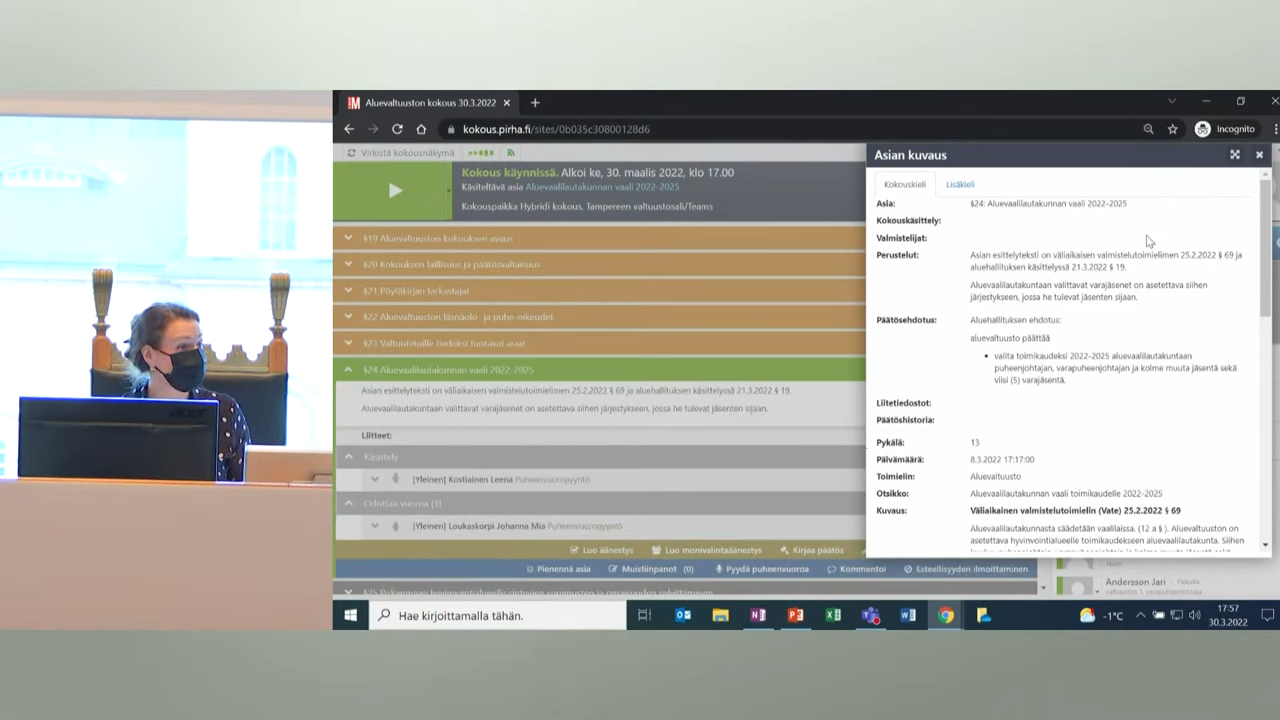 Aluevaltuuston kokous 30.3.2022
kokous.pirha.fi/sites/0b035c30800128d6
Incognito
Virkistä kokousnäkymä
Kokous käynnissä. Alkoi ke, 30. maalis 2022, klo 17.00
Käsiteltävä asia Aluevaalilautakunnan vaali 2022-2025
Kokouspaikka Hybridi kokous, Tampereen valtuustosali/Teams
§19 Aluevaltuuston kokouksen avaus
§20 Kokouksen laillisuus ja päätösvaltaisuus
§21 Pöytäkirjan tarkastajat
§22 Aluevaltuuston läsnäolo- ja puhe-oikeudet
§23 Valtuutetuille tiedoksi tuotavat asiat
§24 Aluevaalilautakunnan vaali 2022-2025
Asian esittelyteksti on väliaikaisen valmistelutoimielimen 25.2.2022 § 69 ja aluehallituksen käsittelyssä 21.3.2022 § 19.
Aluevaalilautakuntaan valittavat varajäsenet on asetettava siihen järjestykseen, jossa he tulevat jäsenten sijaan.
Liitteet:
Käsittely
[Yleinen] Kostiainen Leena Puheenvuoropyyntö
Odottaa vuoroa (1)
[Yleinen] Loukaskorpi Johanna Mia Puheenvuoropyyntö
Luo äänestys
Luo monivalintaäänestys
Kirjaa päätös
Pienennä asia
Muistiinpanot (0)
Pyydä puheenvuoroa
Kommentoi
Esteellisyyden ilmoittaminen
Asian kuvaus
Kokouskieli
Lisäkieli
Asia: §24: Aluevaalilautakunnan vaali 2022-2025
Kokouskäsittely:
Valmistelijat:
Perustelut: Asian esittelyteksti on väliaikaisen valmistelutoimielimen 25.2.2022 § 69 ja
aluehallituksen käsittelyssä 21.3.2022 § 19.
Aluevaalilautakuntaan valittavat varajäsenet on asetettava siihen
järjestykseen, jossa he tulevat jäsenten sijaan.
Päätösehdotus: Aluehallituksen ehdotus:
aluevaltuusto päättää
valita toimikaudeksi 2022-2025 aluevaalilautakuntaan
puheenjohtajan, varapuheenjohtajan ja kolme muuta jäsentä sekä
viisi (5) varajäsentä.
Liitetiedostot:
Päätöshistoria:
Pykälä: 13
Päivämäärä: 8.3.2022 17:17:00
Toimielin: Aluevaltuusto
Otsikko: Aluevaalilautakunnan vaali toimikaudelle 2022-2025
Kuvaus: Väliaikainen valmistelutoimielin (Vate) 25.2.2022 § 69
Aluevaalilautakunnasta säädetään vaalilaissa. (12 a § ). Aluevaltuuston on
asetettava hyvinvointialueelle toimikaudekseen aluevaalilautakunta. Siihen
Andersson Jari - Paikalla
valtuuston 1. varapuheenjohtaja
Hae kirjoittamalla tähän.
-1°C
17:57
30.3.2022